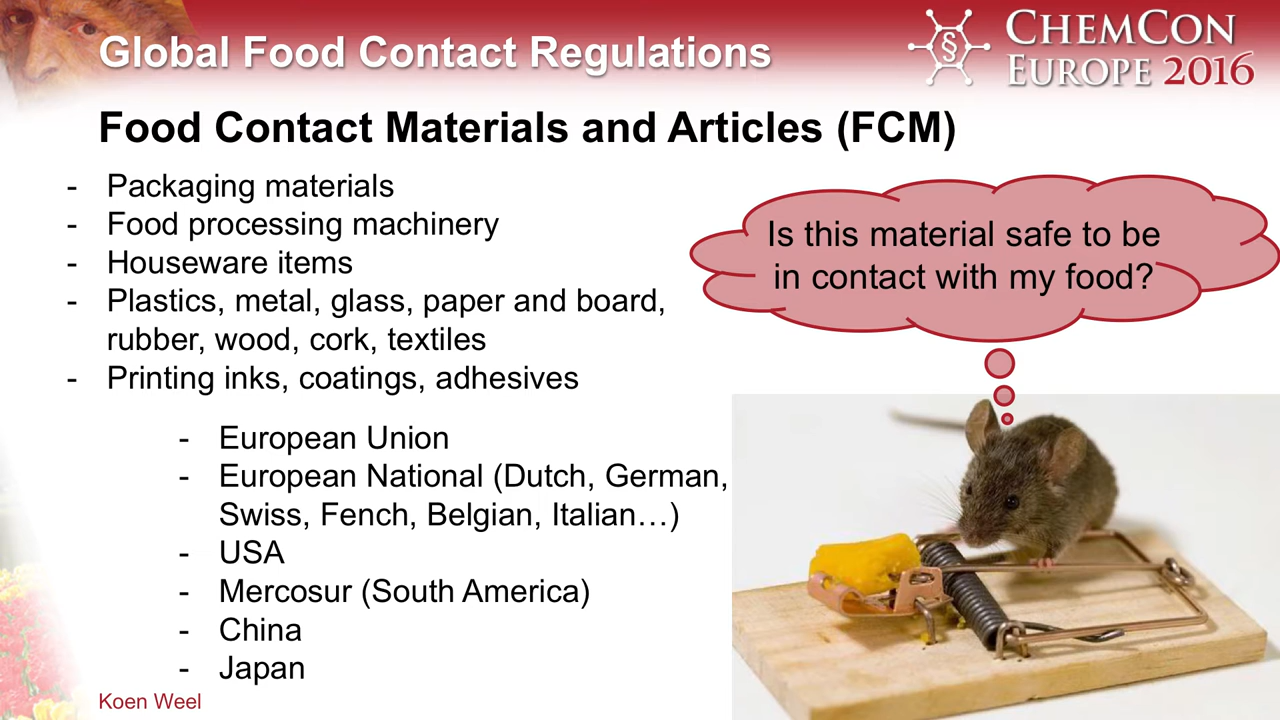 Global Food Contact Regulations
§
CHEMCON
EUROPE 2016
Food Contact Materials and Articles (FCM)
- Packaging materials
- Food processing machinery
- Houseware items
- Plastics, metal, glass, paper and board,
rubber, wood, cork, textiles
- Printing inks, coatings, adhesives
Is this material safe to be
in contact with my food?
- European Union
- European National (Dutch, German,
Swiss, Fench, Belgian, Italian…)
- USA
- Mercosur (South America)
- China
- Japan
Koen Weel